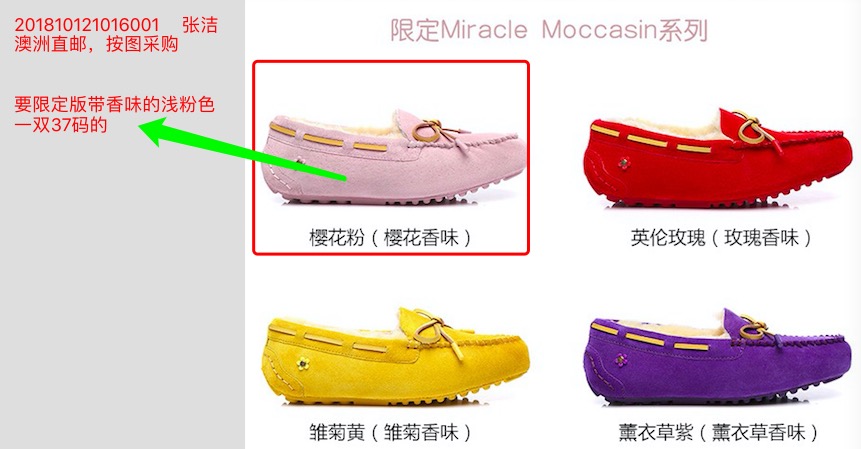 201810121016001 张洁
澳洲直邮，按图采购
要限定版带香味的浅粉色
一双37码的
限定Miracle Moccasin系列
樱花粉（樱花香味）
英伦玫瑰（玫瑰香味）
雏菊黄（雏菊香味）
薰衣草紫（薰衣草香味）